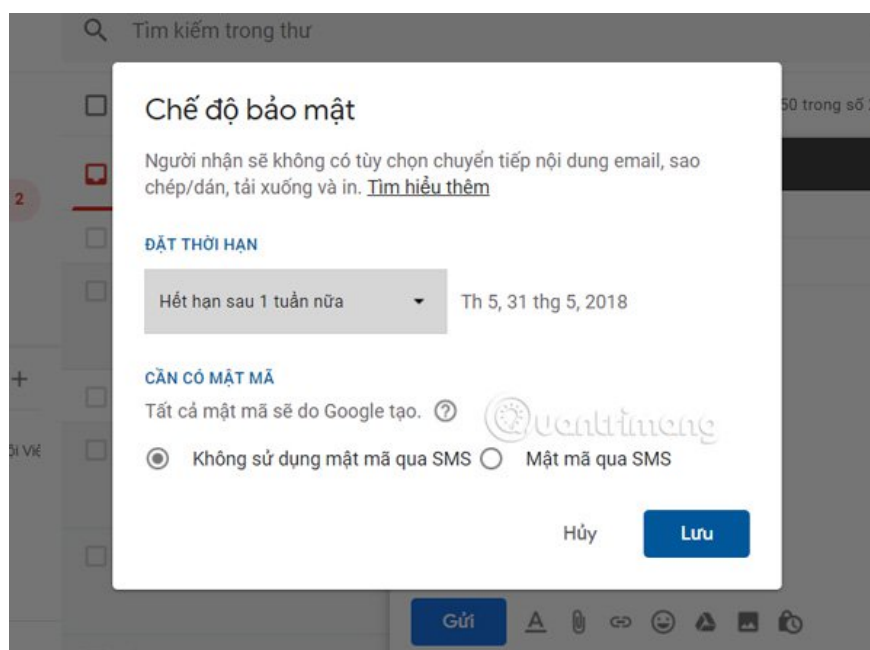 Tìm kiếm trong thư
50 trong số
Chế độ bảo mật
Người nhận sẽ không có tùy chọn chuyển tiếp nội dung email, sao
chép/dán, tải xuống và in. Tìm hiểu thêm
2
ĐẶT THỜI HẠN
Hết hạn sau 1 tuần nữa
Th 5, 31 thg 5, 2018
CẦN CÓ MẬT MÃ
Tất cả mật mã sẽ do Google tạo.
Quantrimang
Không sử dụng mật mã qua SMS
Mật mã qua SMS
Hủy
Lưu
Gửi